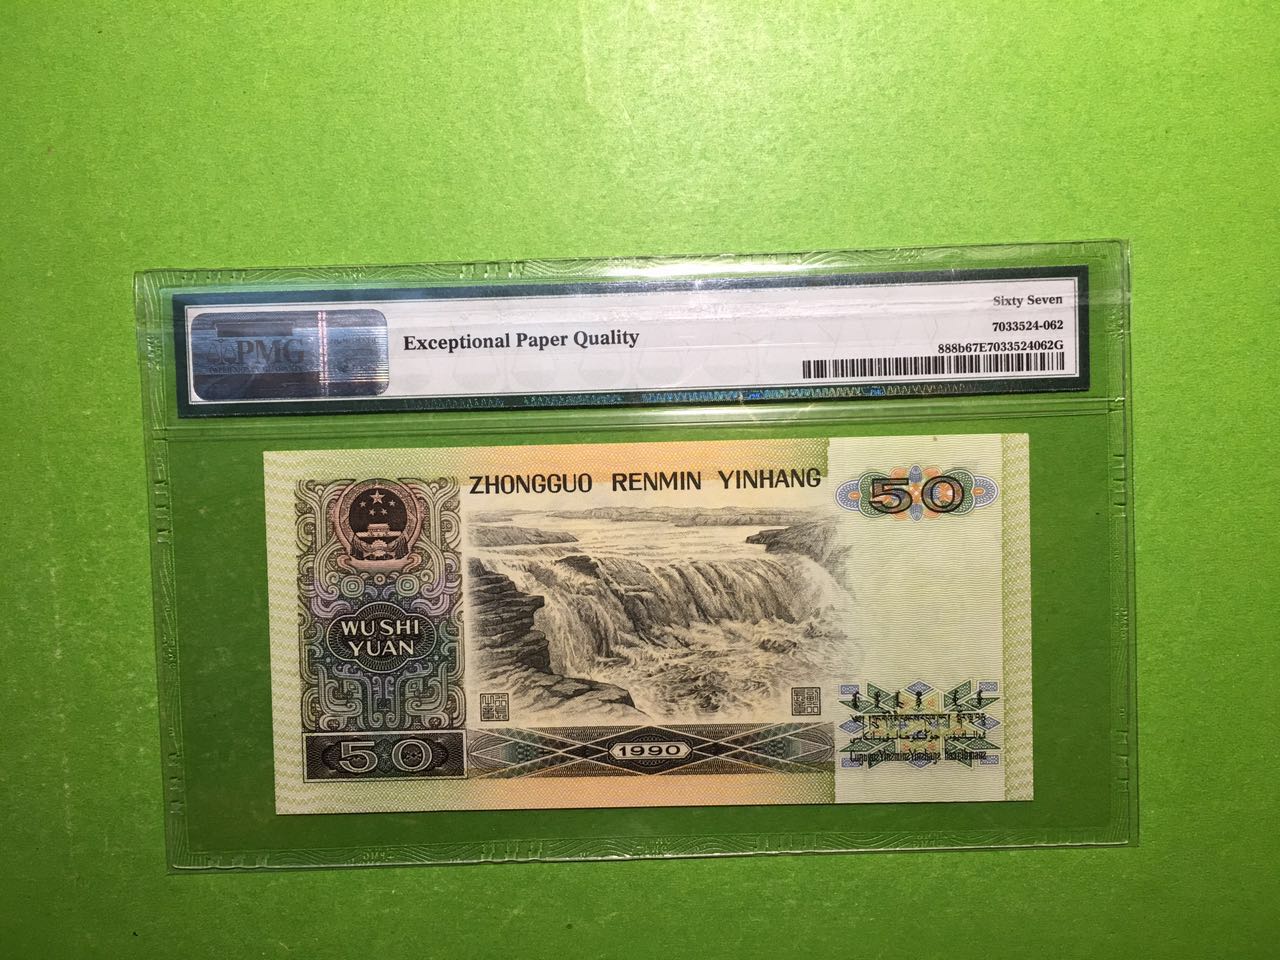 PMG
Exceptional Paper Quality
Sixty Seven
7033524-062
888b67E7033524062G
ZHONGGUO RENMIN YINHANG
50
WU SHI
YUAN
50
1990